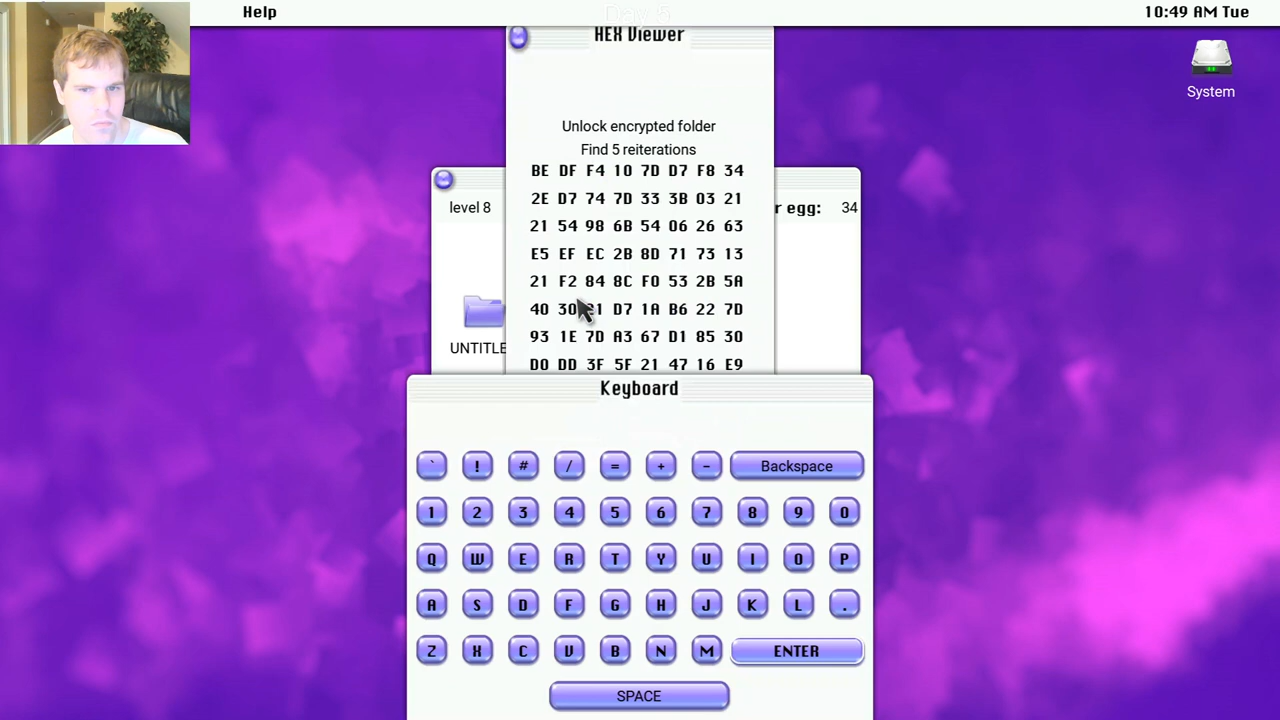 Help
Day 8
10:49 AM Tue
HEX Viewer
System
Unlock encrypted folder
Find 5 reiterations
BE DF F4 10 7D D7 F8 34
2E D7 74 7D 33 3B 03 21
level 8
r egg: 34
21 54 98 6B 54 06 26 63
E5 EF EC 2B 8D 71 73 13
21 F2 84 8C F0 53 2B 5A
40 30 21 D7 1A B6 22 7D
93 1E 7D A3 67 D1 85 30
UNTITLE
D0 DD 3F 5F 21 47 16 E9
Keyboard
` ! # / = + - Backspace
1 2 3 4 5 6 7 8 9 0
Q W E R T Y U I O P
A S D F G H J K L .
Z X C V B N M ENTER
SPACE